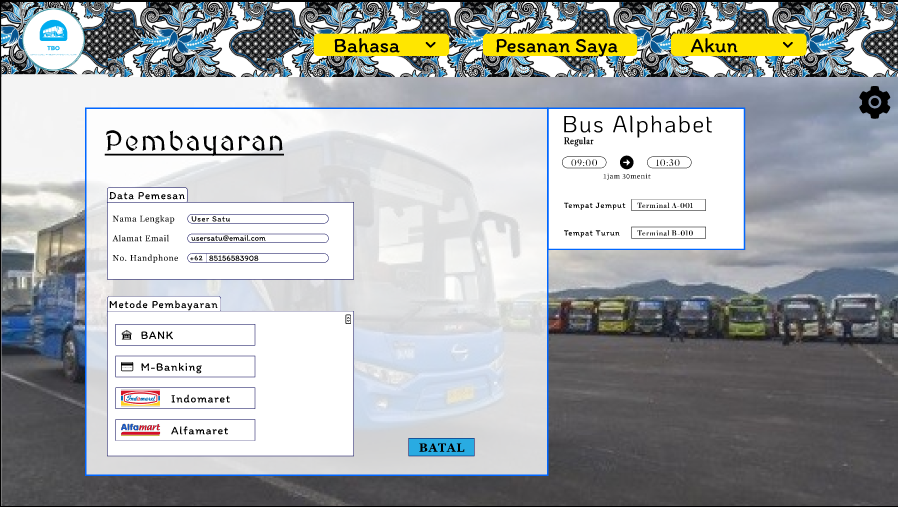 TBO
Bahasa
Pesanan Saya
Akun
Pembayaran
Data Pemesan
Nama Lengkap User Satu
Alamat Email usersatu@email.com
No. Handphone +62 85156583908
Metode Pembayaran
BANK
M-Banking
Indomaret Indomaret
Alfamart Alfamaret
BATAL
Bus Alphabet
Regular
09:00 10:30
1jam 30menit
Tempat Jemput Terminal A-001
Tempat Turun Terminal B-010